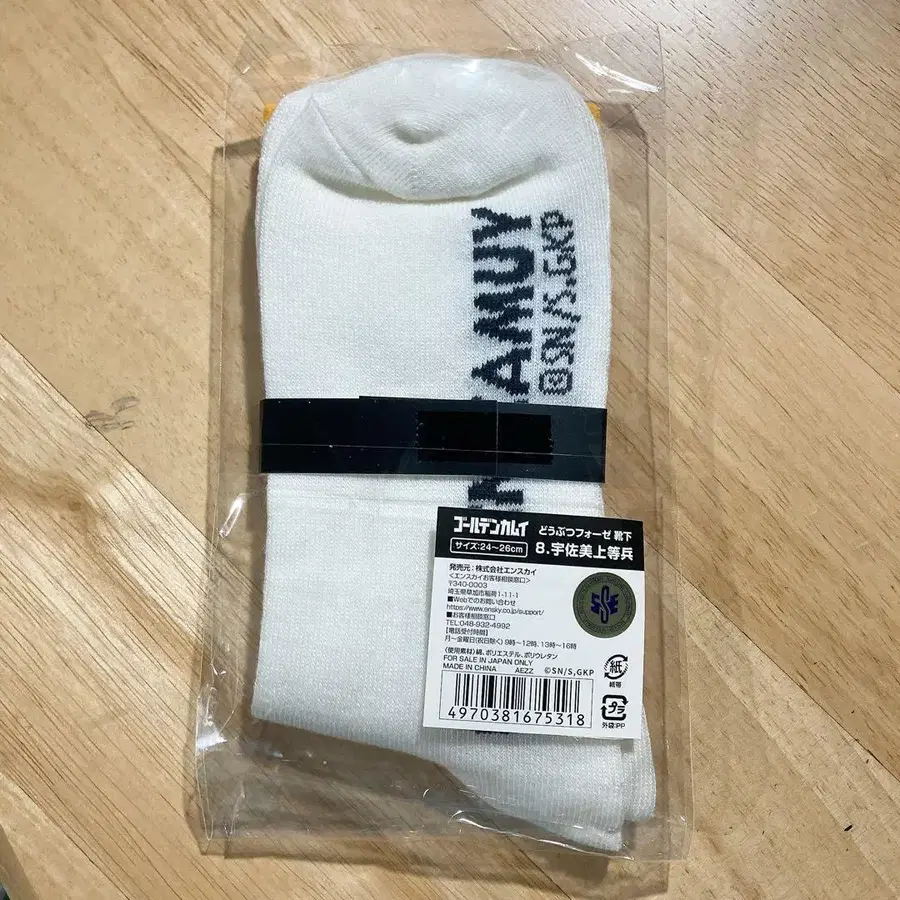 KAMUY
©SN/S,GKP
ゴールデンカムイ
どうぶつフォーゼ 靴下
サイズ:24～26cm
8.宇佐美上等兵
発売元:株式会社エンスカイ
<エンスカイお客様相談窓口>
〒340-0003
埼玉県草加市稲荷1-11-1
■Webでのお問い合わせ
https://www.ensky.co.jp/support/
■お客様相談窓口
TEL.048-932-4992
【電話受付時間】
月～金曜日(祝日除く)9時～12時、13時～16時
〈使用素材〉綿、ポリエステル、ポリウレタン
FOR SALE IN JAPAN ONLY
MADE IN CHINA AEZZ ©SN/S,GKP
4970381675318
紙
紙帯
プラ
外袋:PP